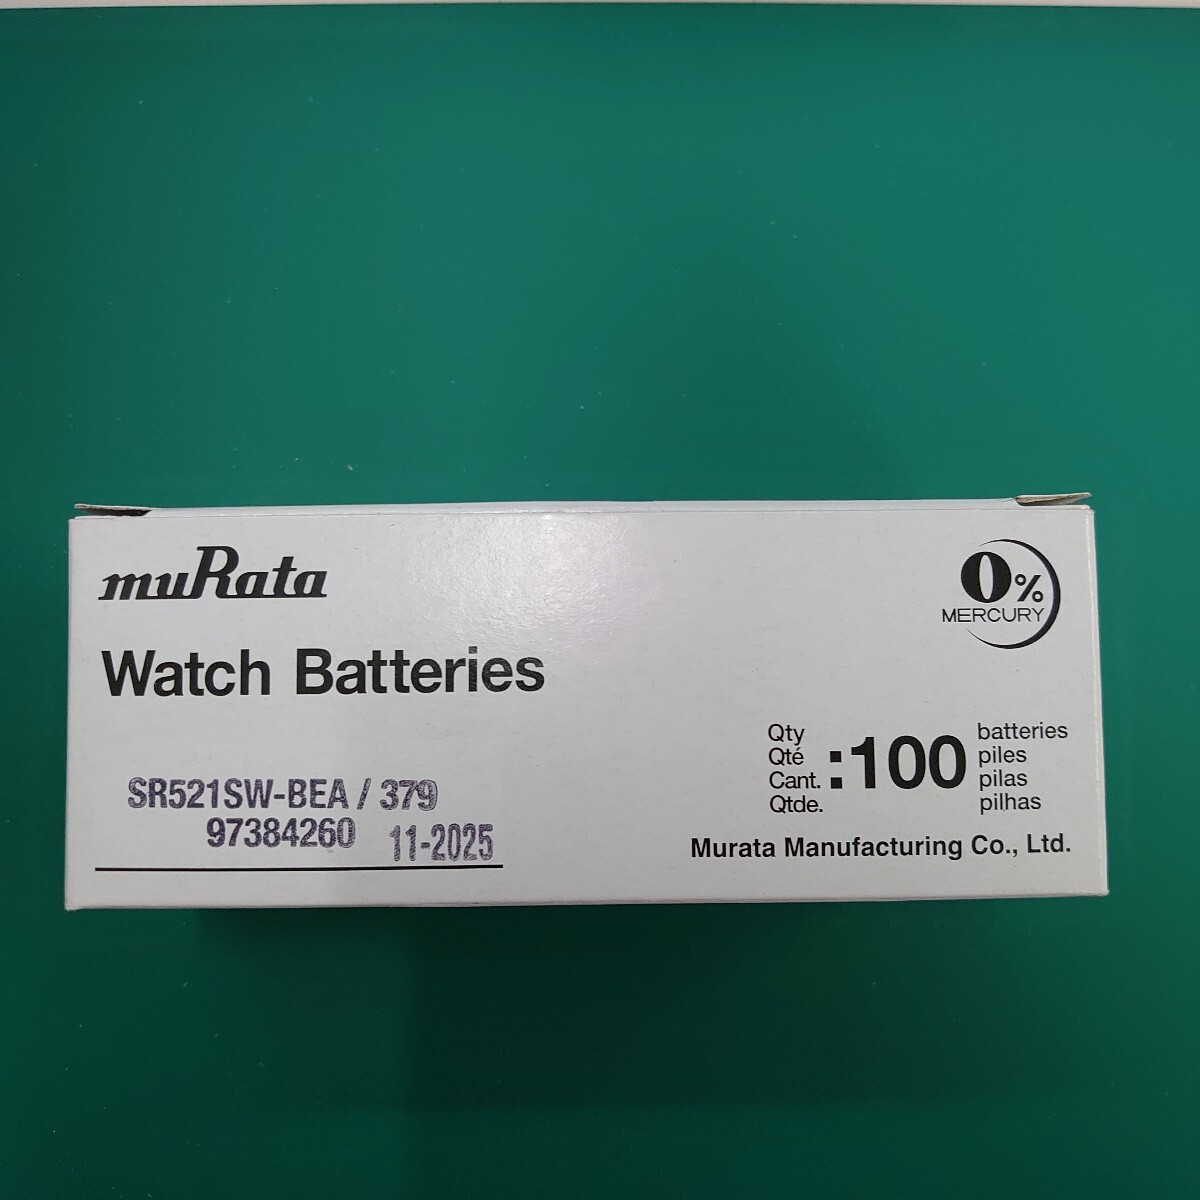 muRata
0%
MERCURY
Watch Batteries
Qty
Qté
Cant.
Qtde.
:100
batteries
piles
pilas
pilhas
SR521SW-BEA / 379
97384260 11-2025
Murata Manufacturing Co., Ltd.